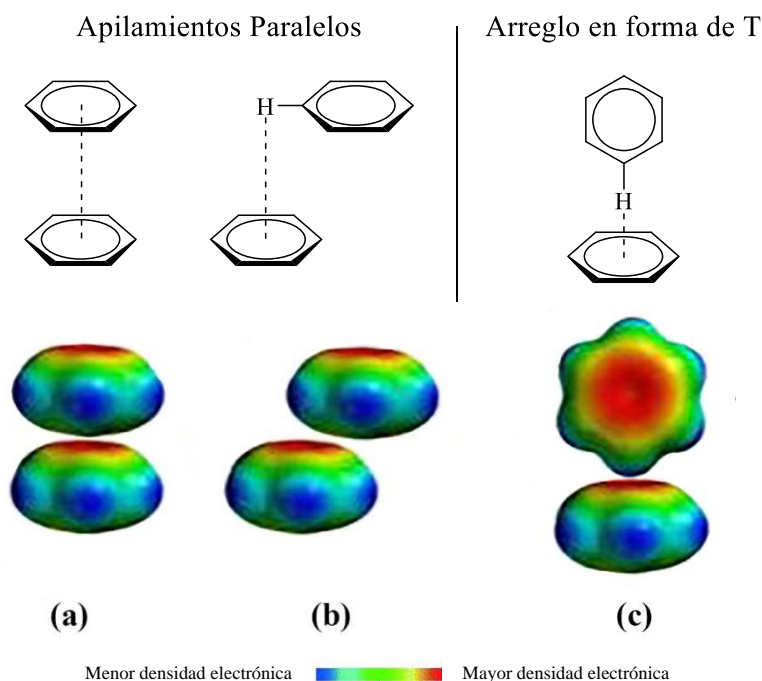 Apilamientos Paralelos
Arreglo en forma de T
H
H
(a)
(b)
(c)
Menor densidad electrónica
Mayor densidad electrónica